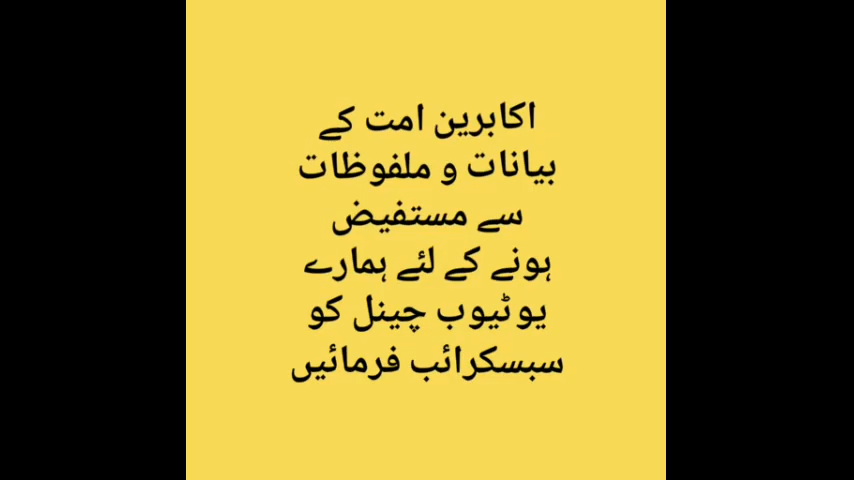 اکابرین امت کے
بیانات و ملفوظات
سے مستفیض
ہونے کے لئے ہمارے
یوٹیوب چینل کو
سبسکرائب فرمائیں